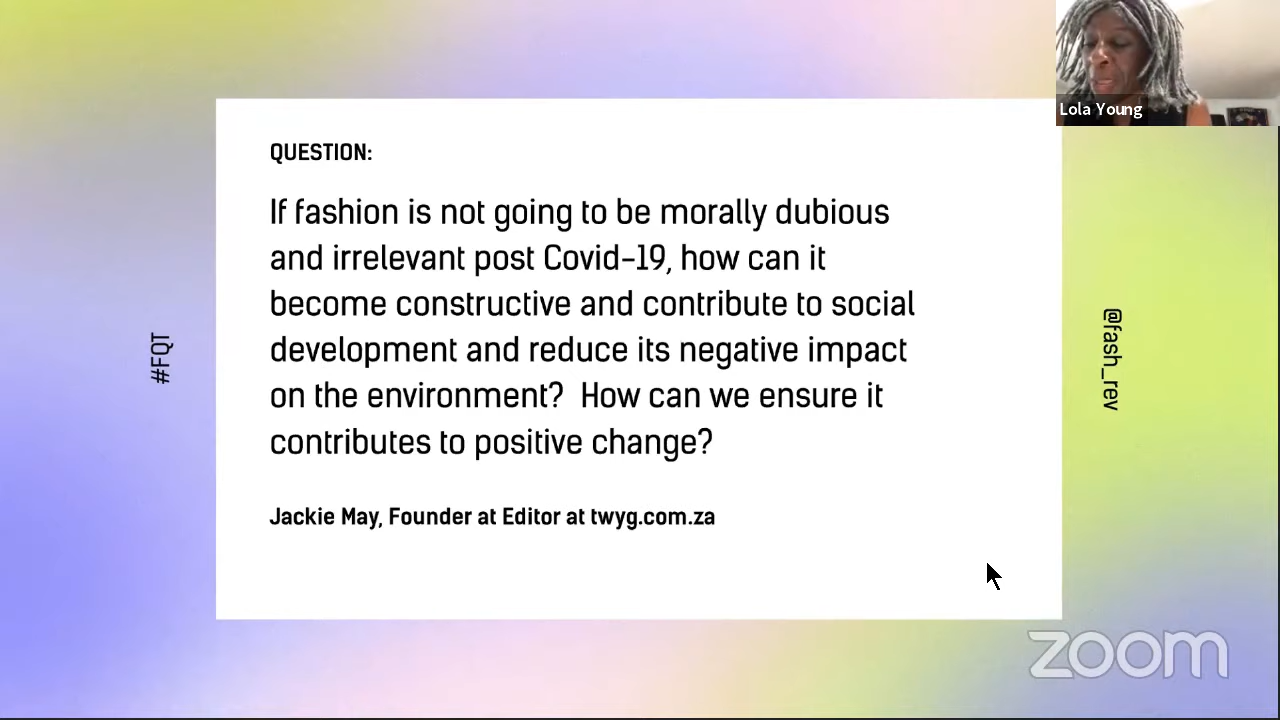 Lola Young
QUESTION:
If fashion is not going to be morally dubious
and irrelevant post Covid-19, how can it
become constructive and contribute to social
development and reduce its negative impact
on the environment?  How can we ensure it
contributes to positive change?
Jackie May, Founder at Editor at twyg.com.za
#FQT
@fash_rev
zoom